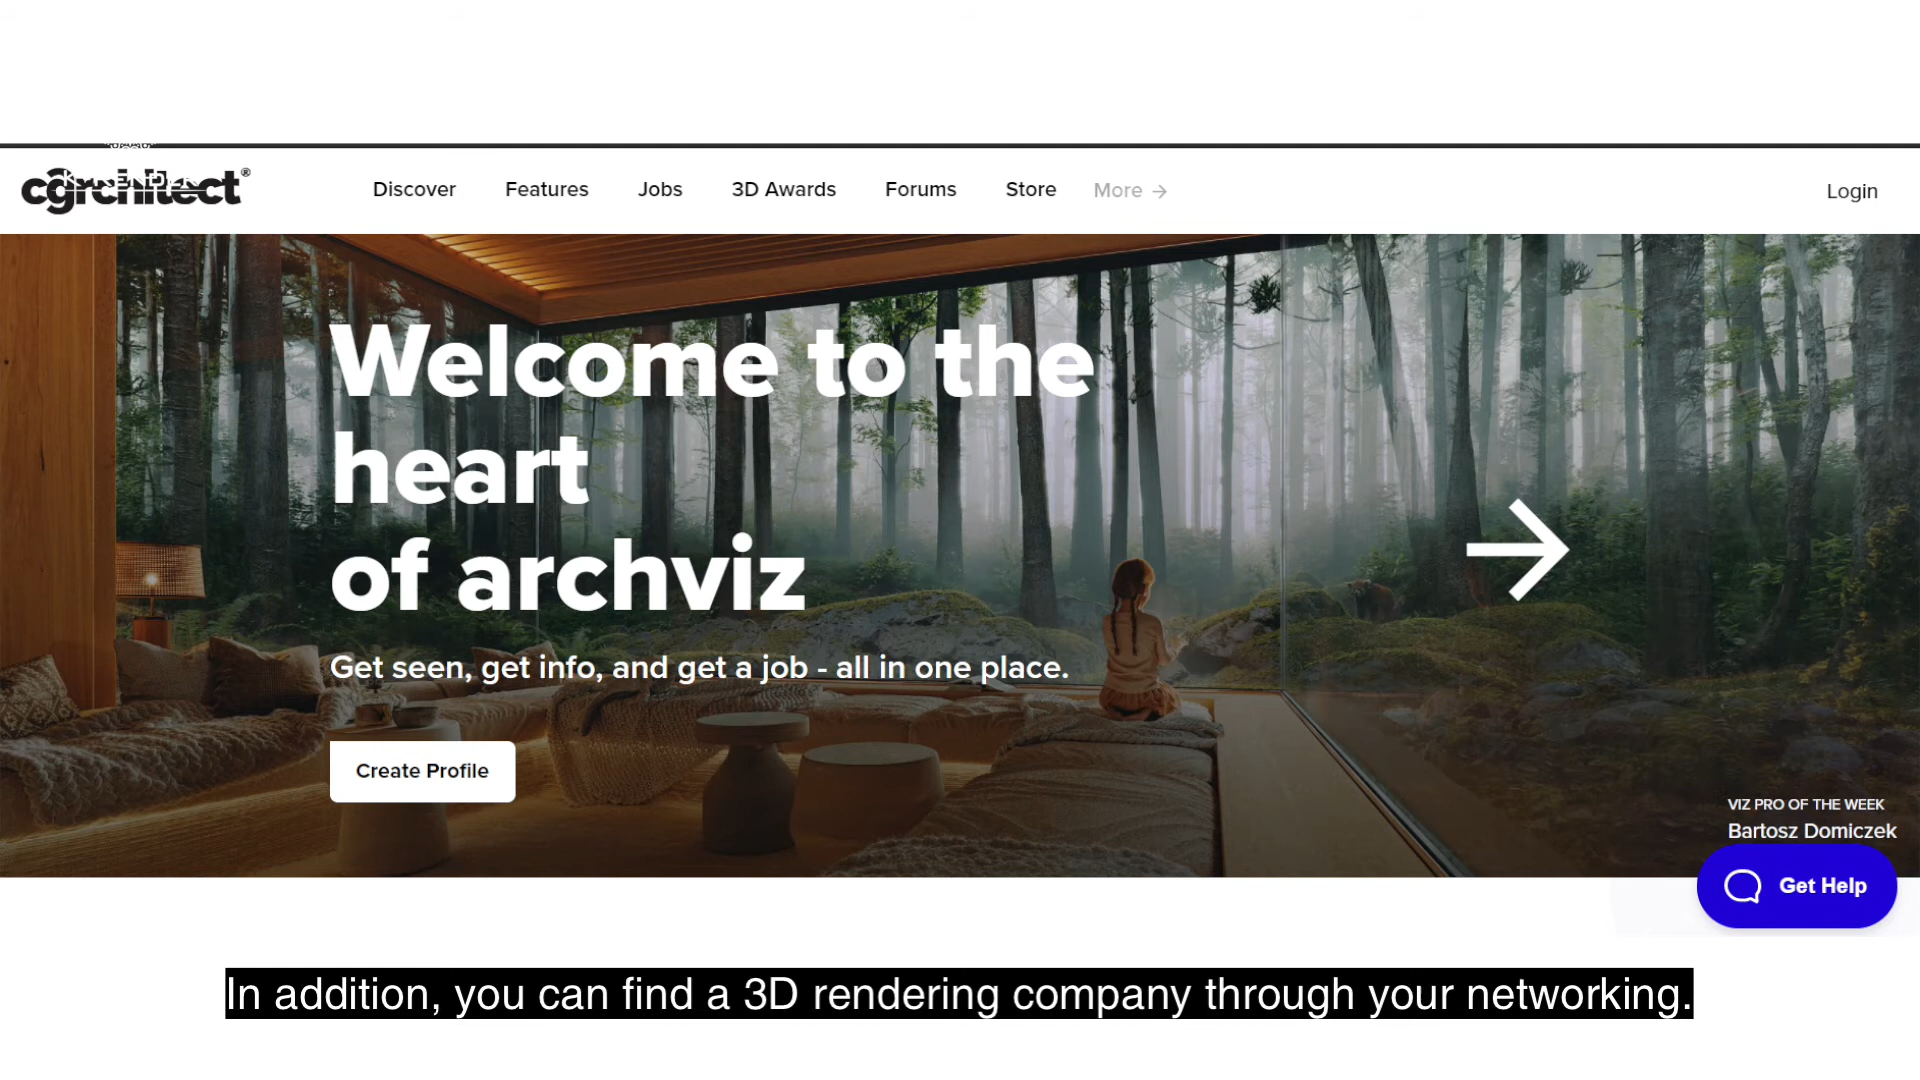 cgarchitect®
Discover
Features
Jobs
3D Awards
Forums
Store
More →
Login
Welcome to the
heart
of archviz
Get seen, get info, and get a job - all in one place.
Create Profile
VIZ PRO OF THE WEEK
Bartosz Domiczek
Get Help
In addition, you can find a 3D rendering company through your networking.